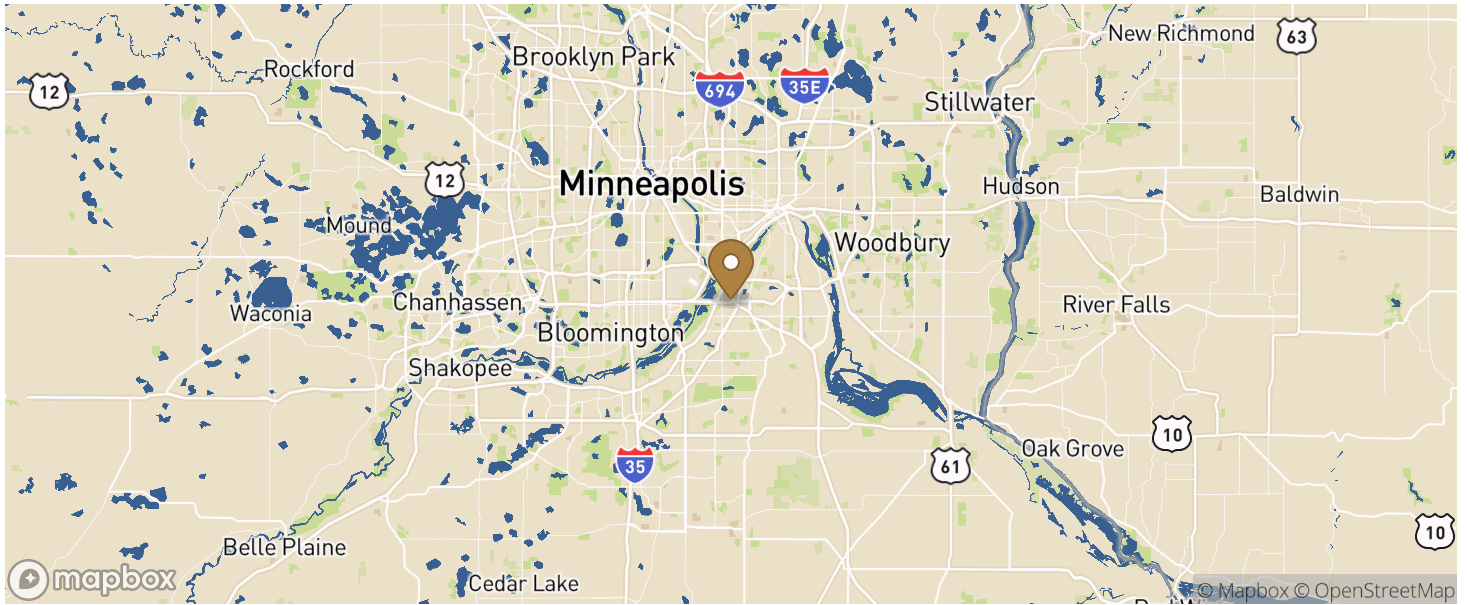 New Richmond
63
Brooklyn Park
Rockford
12
694
35E
Stillwater
Minneapolis
12
Hudson
Baldwin
Mound
Woodbury
Chanhassen
River Falls
Waconia
Bloomington
Shakopee
10
Oak Grove
35
61
10
Belle Plaine
mapbox
Cedar Lake
© Mapbox © OpenStreetMap